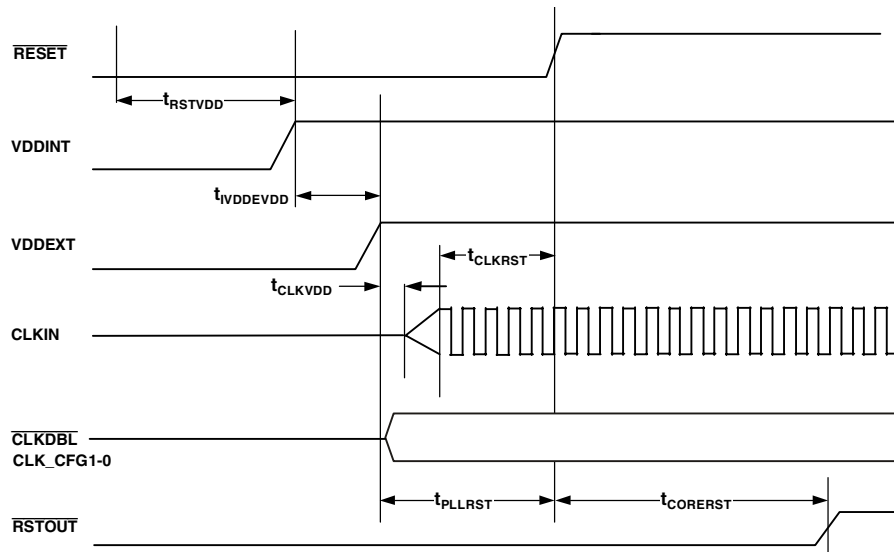 RESET
tRSTVDD
VDDINT
tIVDDEVDD
VDDEXT
tCLKRST
tCLKVDD
CLKIN
CLKDBL
CLK_CFG1-0
tPLLRST
tCORERST
RSTOUT